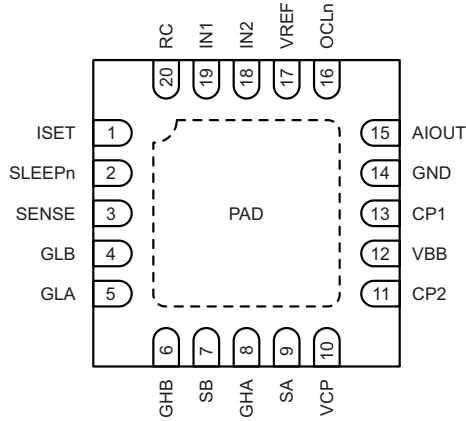 RC IN1 IN2 VREF OCLn
20 19 18 17 16
ISET 1 15 AIOUT
SLEEPn 2 14 GND
SENSE 3 PAD 13 CP1
GLB 4 12 VBB
GLA 5 11 CP2
6 7 8 9 10
GHB SB GHA SA VCP